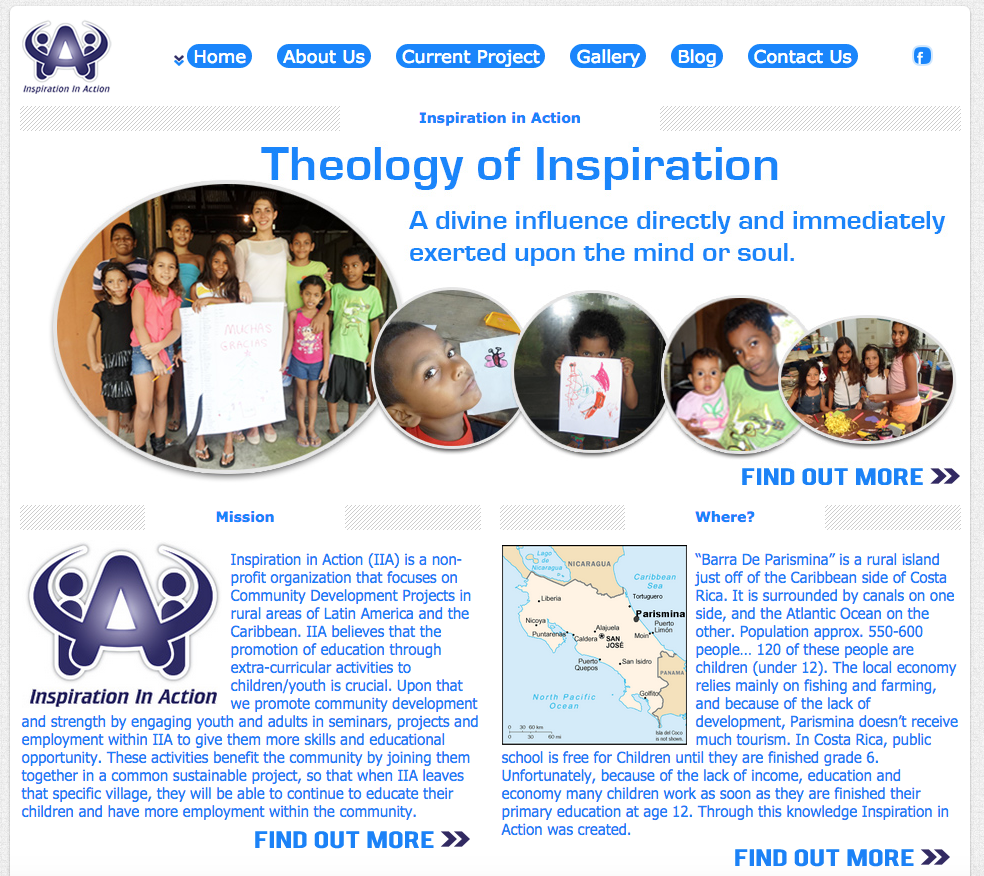 Inspiration In Action
Home
About Us
Current Project
Gallery
Blog
Contact Us
f
Inspiration in Action
Theology of Inspiration
A divine influence directly and immediately
exerted upon the mind or soul.
MUCHAS
GRACIAS
FIND OUT MORE
Mission
Inspiration In Action
Inspiration in Action (IIA) is a non-
profit organization that focuses on
Community Development Projects in
rural areas of Latin America and the
Caribbean. IIA believes that the
promotion of education through
extra-curricular activities to
children/youth is crucial. Upon that
we promote community development
and strength by engaging youth and adults in seminars, projects and
employment within IIA to give them more skills and educational
opportunity. These activities benefit the community by joining them
together in a common sustainable project, so that when IIA leaves
that specific village, they will be able to continue to educate their
children and have more employment within the community.
FIND OUT MORE
Where?
Lago
de
Nicaragua
NICARAGUA
Caribbean
Sea
Liberia
Tortuguero
Parismina
Nicoya
Puntarenas
Alajuela
Caldera
SAN
JOSÉ
Moin
Puerto
Limón
Puerto
Quepos
San Isidro
PANAMA
Golfito
North Pacific
Ocean
0 30 60 km
0 30 60 mi
Isla del Coco
is not shown.
“Barra De Parismina” is a rural island
just off of the Caribbean side of Costa
Rica. It is surrounded by canals on one
side, and the Atlantic Ocean on the
other. Population approx. 550-600
people... 120 of these people are
children (under 12). The local economy
relies mainly on fishing and farming,
and because of the lack of
development, Parismina doesn’t receive
much tourism. In Costa Rica, public
school is free for Children until they are finished grade 6.
Unfortunately, because of the lack of income, education and
economy many children work as soon as they are finished their
primary education at age 12. Through this knowledge Inspiration in
Action was created.
FIND OUT MORE